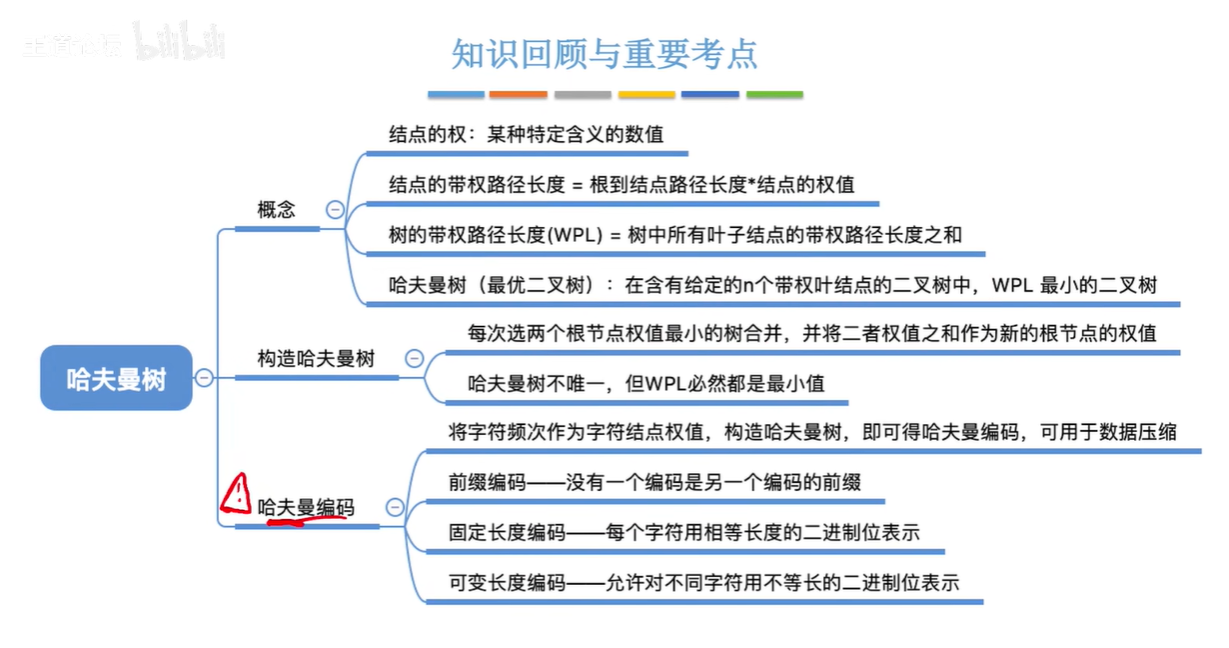 bilibili
知识回顾与重要考点
结点的权：某种特定含义的数值
结点的带权路径长度 = 根到结点路径长度*结点的权值
概念
树的带权路径长度(WPL) = 树中所有叶子结点的带权路径长度之和
哈夫曼树（最优二叉树）：在含有给定的n个带权叶结点的二叉树中，WPL 最小的二叉树
每次选两个根节点权值最小的树合并，并将二者权值之和作为新的根节点的权值
构造哈夫曼树
哈夫曼树
哈夫曼树不唯一，但WPL必然都是最小值
将字符频次作为字符结点权值，构造哈夫曼树，即可得哈夫曼编码，可用于数据压缩
前缀编码——没有一个编码是另一个编码的前缀
哈夫曼编码
固定长度编码——每个字符用相等长度的二进制位表示
可变长度编码——允许对不同字符用不等长的二进制位表示